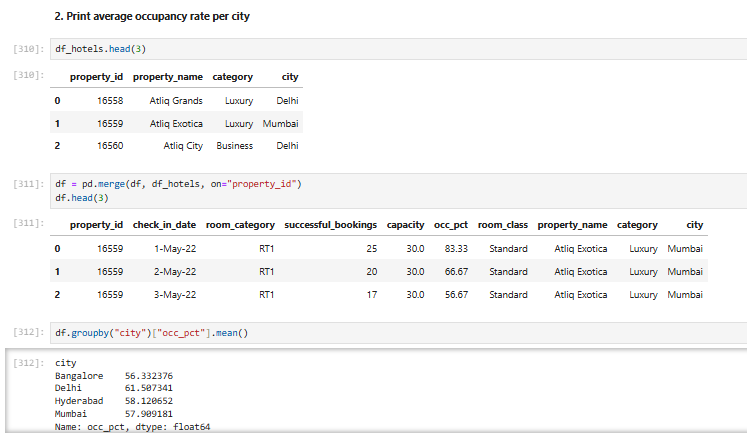 2. Print average occupancy rate per city
[310]: df_hotels.head(3)
[310]: property_id property_name category city
0 16558 Atliq Grands Luxury Delhi
1 16559 Atliq Exotica Luxury Mumbai
2 16560 Atliq City Business Delhi
[311]: df = pd.merge(df, df_hotels, on="property_id")
df.head(3)
[311]: property_id check_in_date room_category successful_bookings capacity occ_pct room_class property_name category city
0 16559 1-May-22 RT1 25 30.0 83.33 Standard Atliq Exotica Luxury Mumbai
1 16559 2-May-22 RT1 20 30.0 66.67 Standard Atliq Exotica Luxury Mumbai
2 16559 3-May-22 RT1 17 30.0 56.67 Standard Atliq Exotica Luxury Mumbai
[312]: df.groupby("city")["occ_pct"].mean()
[312]: city
Bangalore 56.332376
Delhi 61.507341
Hyderabad 58.120652
Mumbai 57.909181
Name: occ_pct, dtype: float64